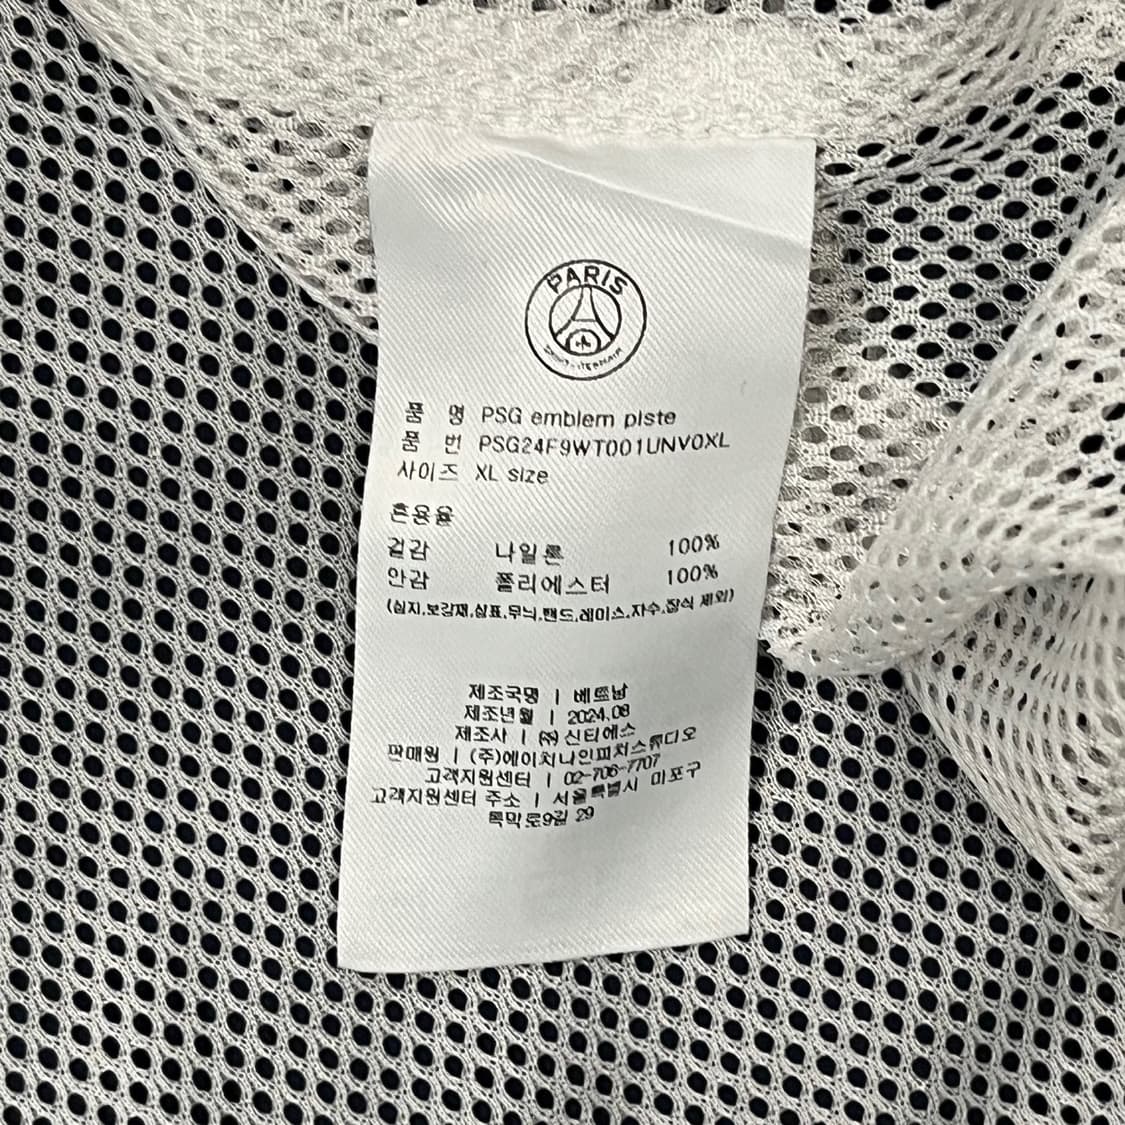 PARIS
품 명 PSG emblem piste
품 번 PSG24F9WT001UNV0XL
사이즈 XL size
혼용율
겉감 나일론 100%
안감 폴리에스터 100%
(심지,보강재,상표,무늬,밴드,레이스,자수,장식 제외)
제조국명 | 베트남
제조년월 | 2024.08
제조사 | ㈜신티에스
판매원 | (주)에이치나인피치스튜디오
고객지원센터 | 02-706-7707
고객지원센터 주소 | 서울특별시 마포구
토정로9길 29